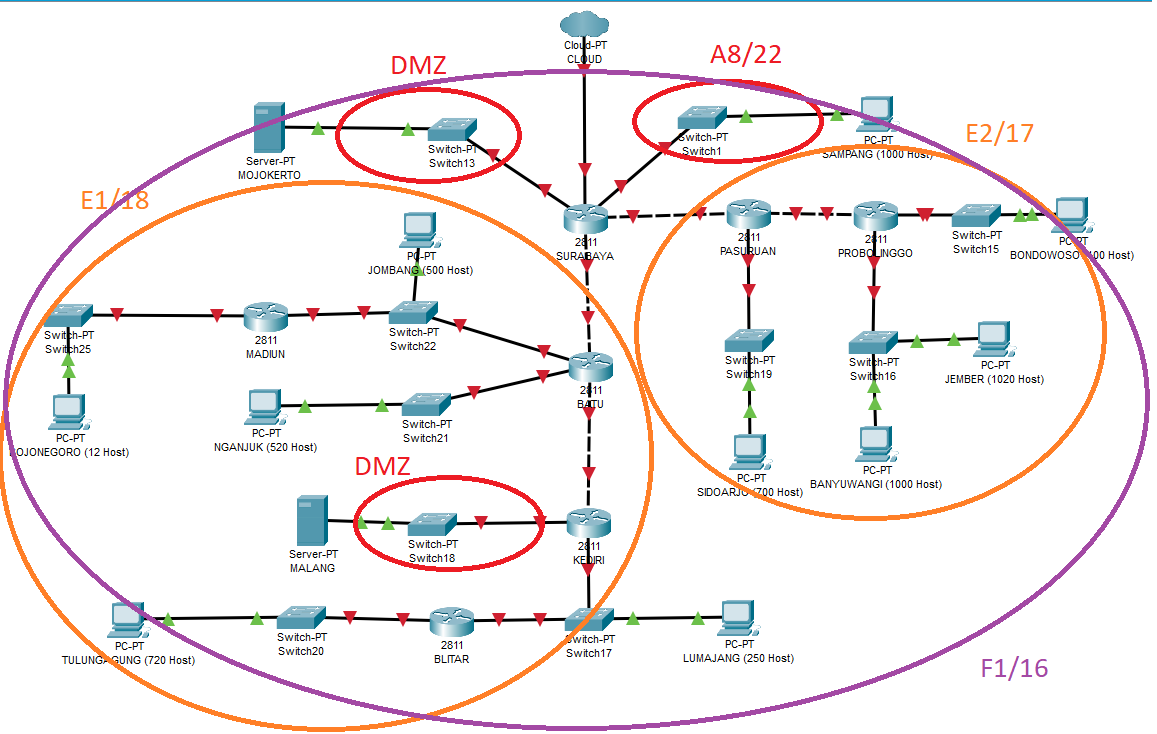 Cloud-PT
CLOUD
DMZ
A8/22
Server-PT
MOJOKERTO
Switch-PT
Switch13
Switch-PT
Switch1
PC-PT
SAMPANG (1000 Host)
E2/17
E1/18
2811
SURABAYA
2811
PASURUAN
2811
PROBOLINGGO
Switch-PT
Switch15
PC-PT
BONDOWOSO
Host)
PC-PT
JOMBANG (500 Host)
Switch-PT
Switch25
2811
MADIUN
Switch-PT
Switch22
2811
BATU
Switch-PT
Switch19
Switch-PT
Switch16
PC-PT
JEMBER (1020 Host)
PC-PT
BOJONEGORO (12 Host)
PC-PT
NGANJUK (520 Host)
Switch-PT
Switch21
PC-PT
SIDOARJO (700 Host)
PC-PT
BANYUWANGI (1000 Host)
DMZ
Server-PT
MALANG
Switch-PT
Switch18
2811
KEDIRI
PC-PT
TULUNGAGUNG (720 Host)
Switch-PT
Switch20
2811
BLITAR
Switch-PT
Switch17
PC-PT
LUMAJANG (250 Host)
F1/16